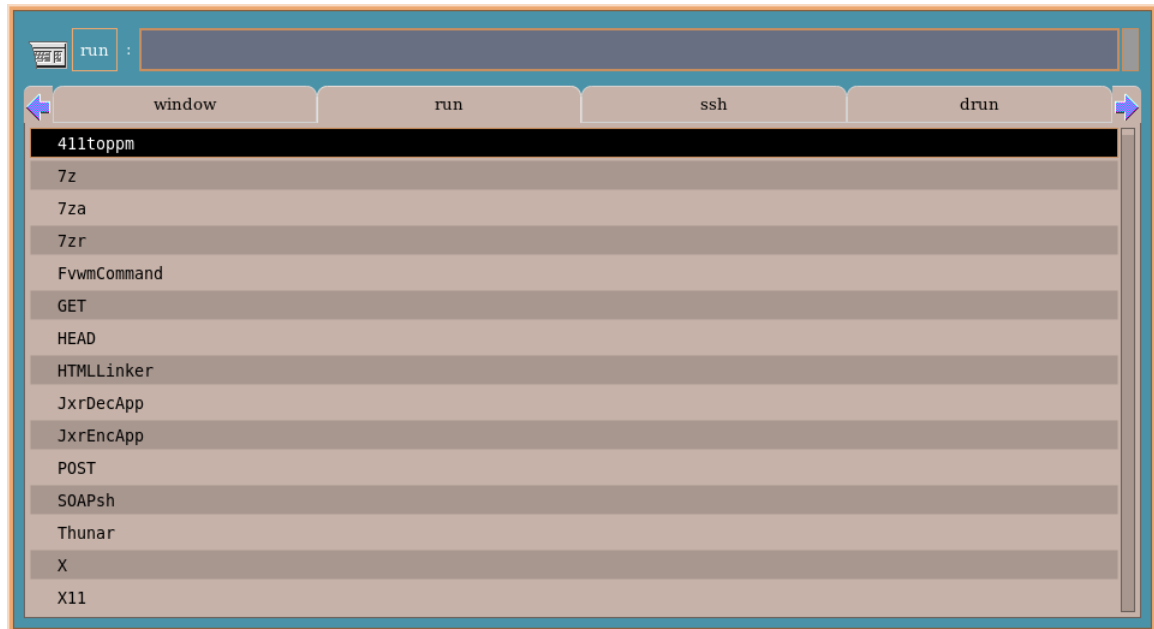 run :
window run ssh drun
411toppm
7z
7za
7zr
FvwmCommand
GET
HEAD
HTMLLinker
JxrDecApp
JxrEncApp
POST
SOAPsh
Thunar
X
X11